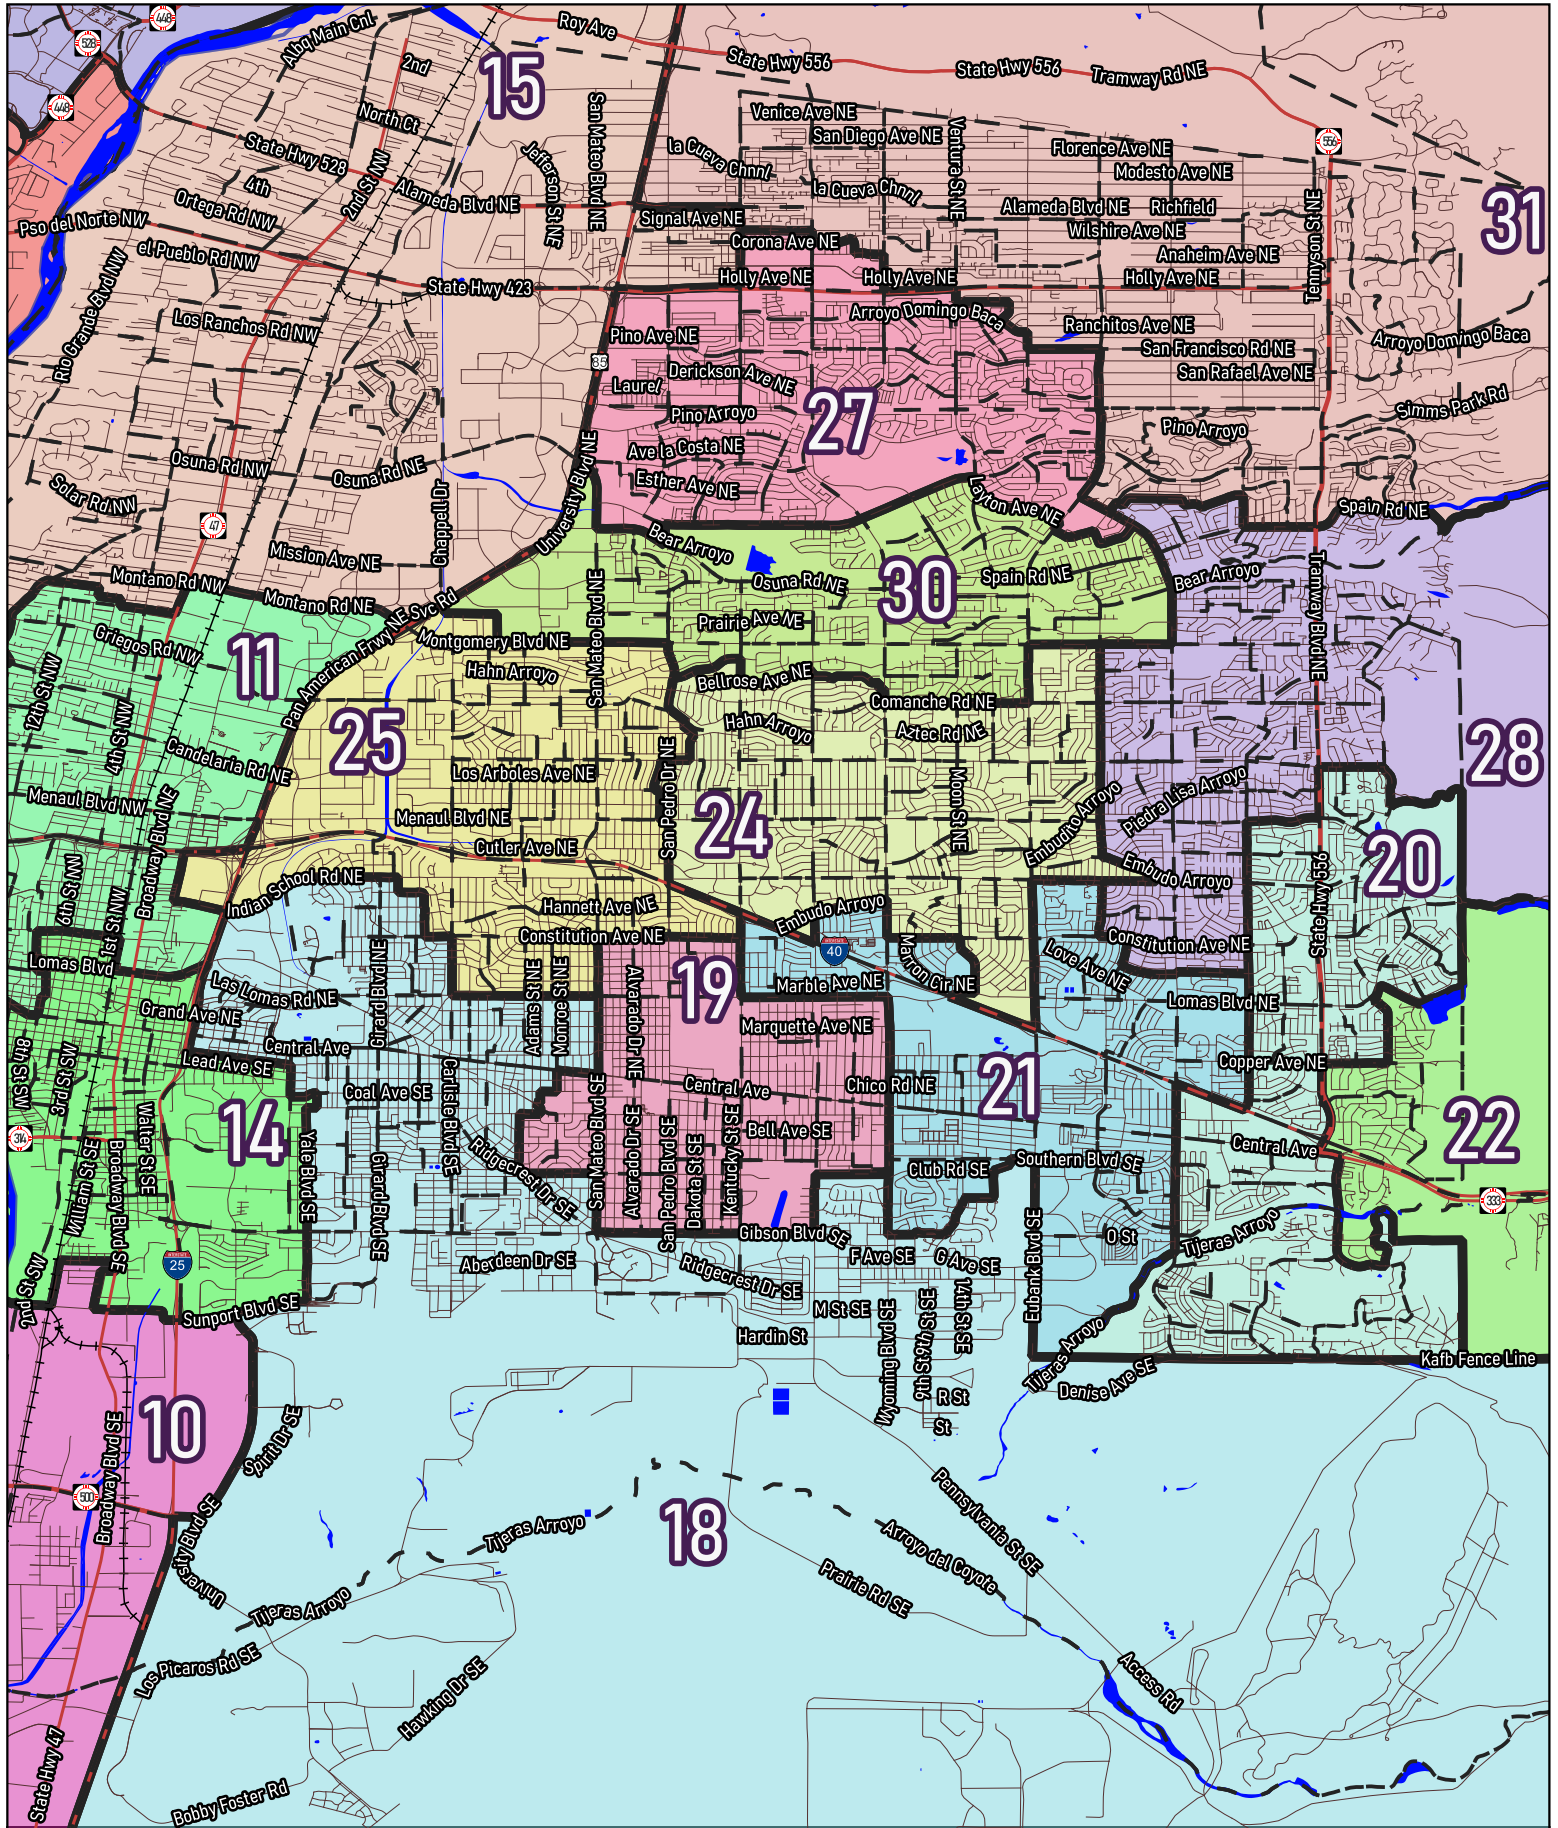 448
528
Albq Main Cnl
Roy Ave
15
2nd
State Hwy 556
State Hwy 556
Tramway Rd NE
448
North Ct
San Mateo Blvd NE
Venice Ave NE
San Diego Ave NE
Ventura St NE
556
State Hwy 528
Jefferson St NE
la Cueva Chnnl
Florence Ave NE
Modesto Ave NE
4th
2nd St NW
Alameda Blvd NE
la Cueva Chnnl
31
Ortega Rd NW
Signal Ave NE
Alameda Blvd NE
Richfield
Pso del Norte NW
Wilshire Ave NE
Tennyson St NE
el Pueblo Rd NW
Corona Ave NE
Anaheim Ave NE
Holly Ave NE
Holly Ave NE
Holly Ave NE
State Hwy 423
Rio Grande Blvd NW
Los Ranchos Rd NW
Arroyo Domingo Baca
Ranchitos Ave NE
Pino Ave NE
Arroyo Domingo Baca
San Francisco Rd NE
85
Derickson Ave NE
San Rafael Ave NE
Laurel
27
Simms Park Rd
Pino Arroyo
Pino Arroyo
Ave la Costa NE
Osuna Rd NW
Osuna Rd NE
University Blvd NE
Esther Ave NE
Solar Rd NW
Layton Ave NE
Spain Rd NE
47
Chappell Dr
Bear Arroyo
Mission Ave NE
Montano Rd NW
Osuna Rd NE
30
Spain Rd NE
Bear Arroyo
Montano Rd NE
Pan American Frwy NE Svc Rd
San Mateo Blvd NE
Prairie Ave NE
Tramway Blvd NE
Griegos Rd NW
11
Montgomery Blvd NE
Hahn Arroyo
Bellrose Ave NE
12th St NW
Comanche Rd NE
25
Hahn Arroyo
Aztec Rd NE
28
4th St NW
Candelaria Rd NE
Los Arboles Ave NE
San Pedro Dr NE
Moon St NE
Piedra Lisa Arroyo
Menaul Blvd NW
Menaul Blvd NE
24
Embudito Arroyo
Broadway Blvd NE
Cutler Ave NE
20
Embudo Arroyo
6th St NW
Indian School Rd NE
State Hwy 556
1st St NW
Hannett Ave NE
Embudo Arroyo
Constitution Ave NE
INTERSTATE
40
Constitution Ave NE
Lomas Blvd
Girard Blvd NE
Marion Cir NE
Love Ave NE
Las Lomas Rd NE
Adams St NE
Monroe St NE
Alvarado Dr NE
19
Marble Ave NE
Lomas Blvd NE
Grand Ave NE
Marquette Ave NE
8th St SW
3rd St SW
Central Ave
Lead Ave SE
Copper Ave NE
Coal Ave SE
Carlisle Blvd SE
Central Ave
Chico Rd NE
21
San Mateo Blvd SE
314
Walter St SE
14
Yale Blvd SE
Alvarado Dr SE
San Pedro Blvd SE
Dakota St SE
Kentucky St SE
Bell Ave SE
Central Ave
22
William St SE
Broadway Blvd SE
Girard Blvd SE
Ridgecrest Dr SE
Club Rd SE
Southern Blvd SE
333
Gibson Blvd SE
O St
Tijeras Arroyo
INTERSTATE
25
2nd St SW
Aberdeen Dr SE
Ridgecrest Dr SE
F Ave SE
G Ave SE
Eubank Blvd SE
Sunport Blvd SE
M St SE
Wyoming Blvd SE
9th St
9th St SE
14th St SE
Hardin St
Tijeras Arroyo
Kafb Fence Line
Denise Ave SE
10
R St
St
Broadway Blvd SE
Spirit Dr SE
500
Pennsylvania St SE
18
Tijeras Arroyo
University Blvd SE
Arroyo del Coyote
Prairie Rd SE
Tijeras Arroyo
Los Picaros Rd SE
Access Rd
Hawking Dr SE
State Hwy 47
Bobby Foster Rd